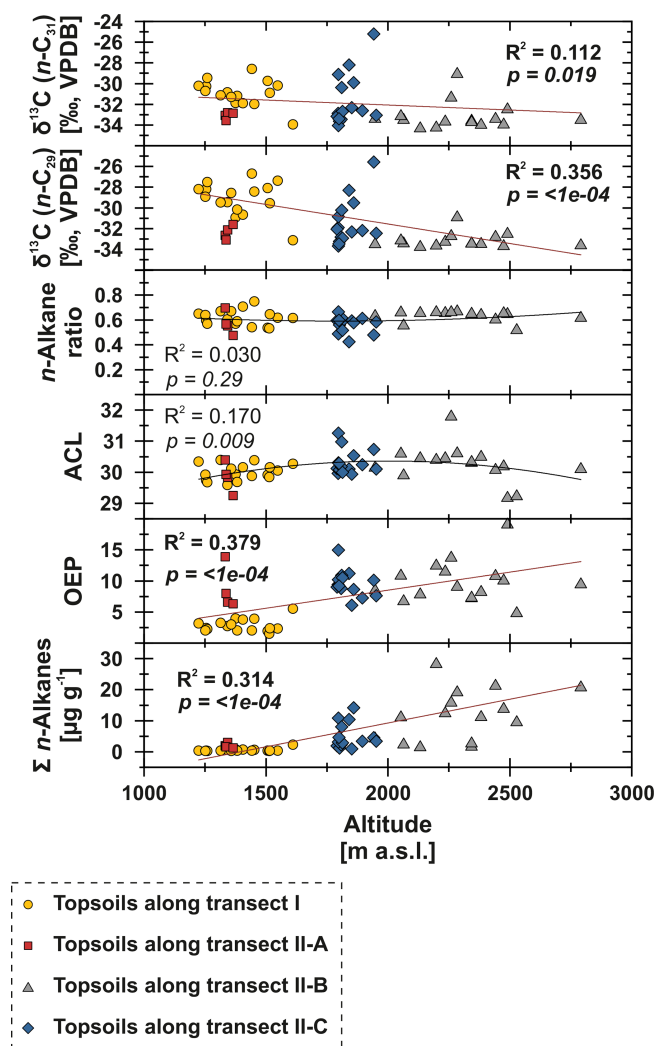 δ¹³C (n-C₃₁)
[‰, VPDB]
-24
-26
-28
-30
-32
-34
R² = 0.112
p = 0.019
δ¹³C (n-C₂₉)
[‰, VPDB]
-26
-28
-30
-32
-34
R² = 0.356
p = <1e-04
n-Alkane
ratio
0.8
0.6
0.4
0.2
R² = 0.030
p = 0.29
ACL
32
31
30
29
R² = 0.170
p = 0.009
OEP
15
10
5
R² = 0.379
p = <1e-04
Σ n-Alkanes
[µg g⁻¹]
30
20
10
0
R² = 0.314
p = <1e-04
1000 1500 2000 2500 3000
Altitude
[m a.s.l.]
Topsoils along transect I
Topsoils along transect II-A
Topsoils along transect II-B
Topsoils along transect II-C